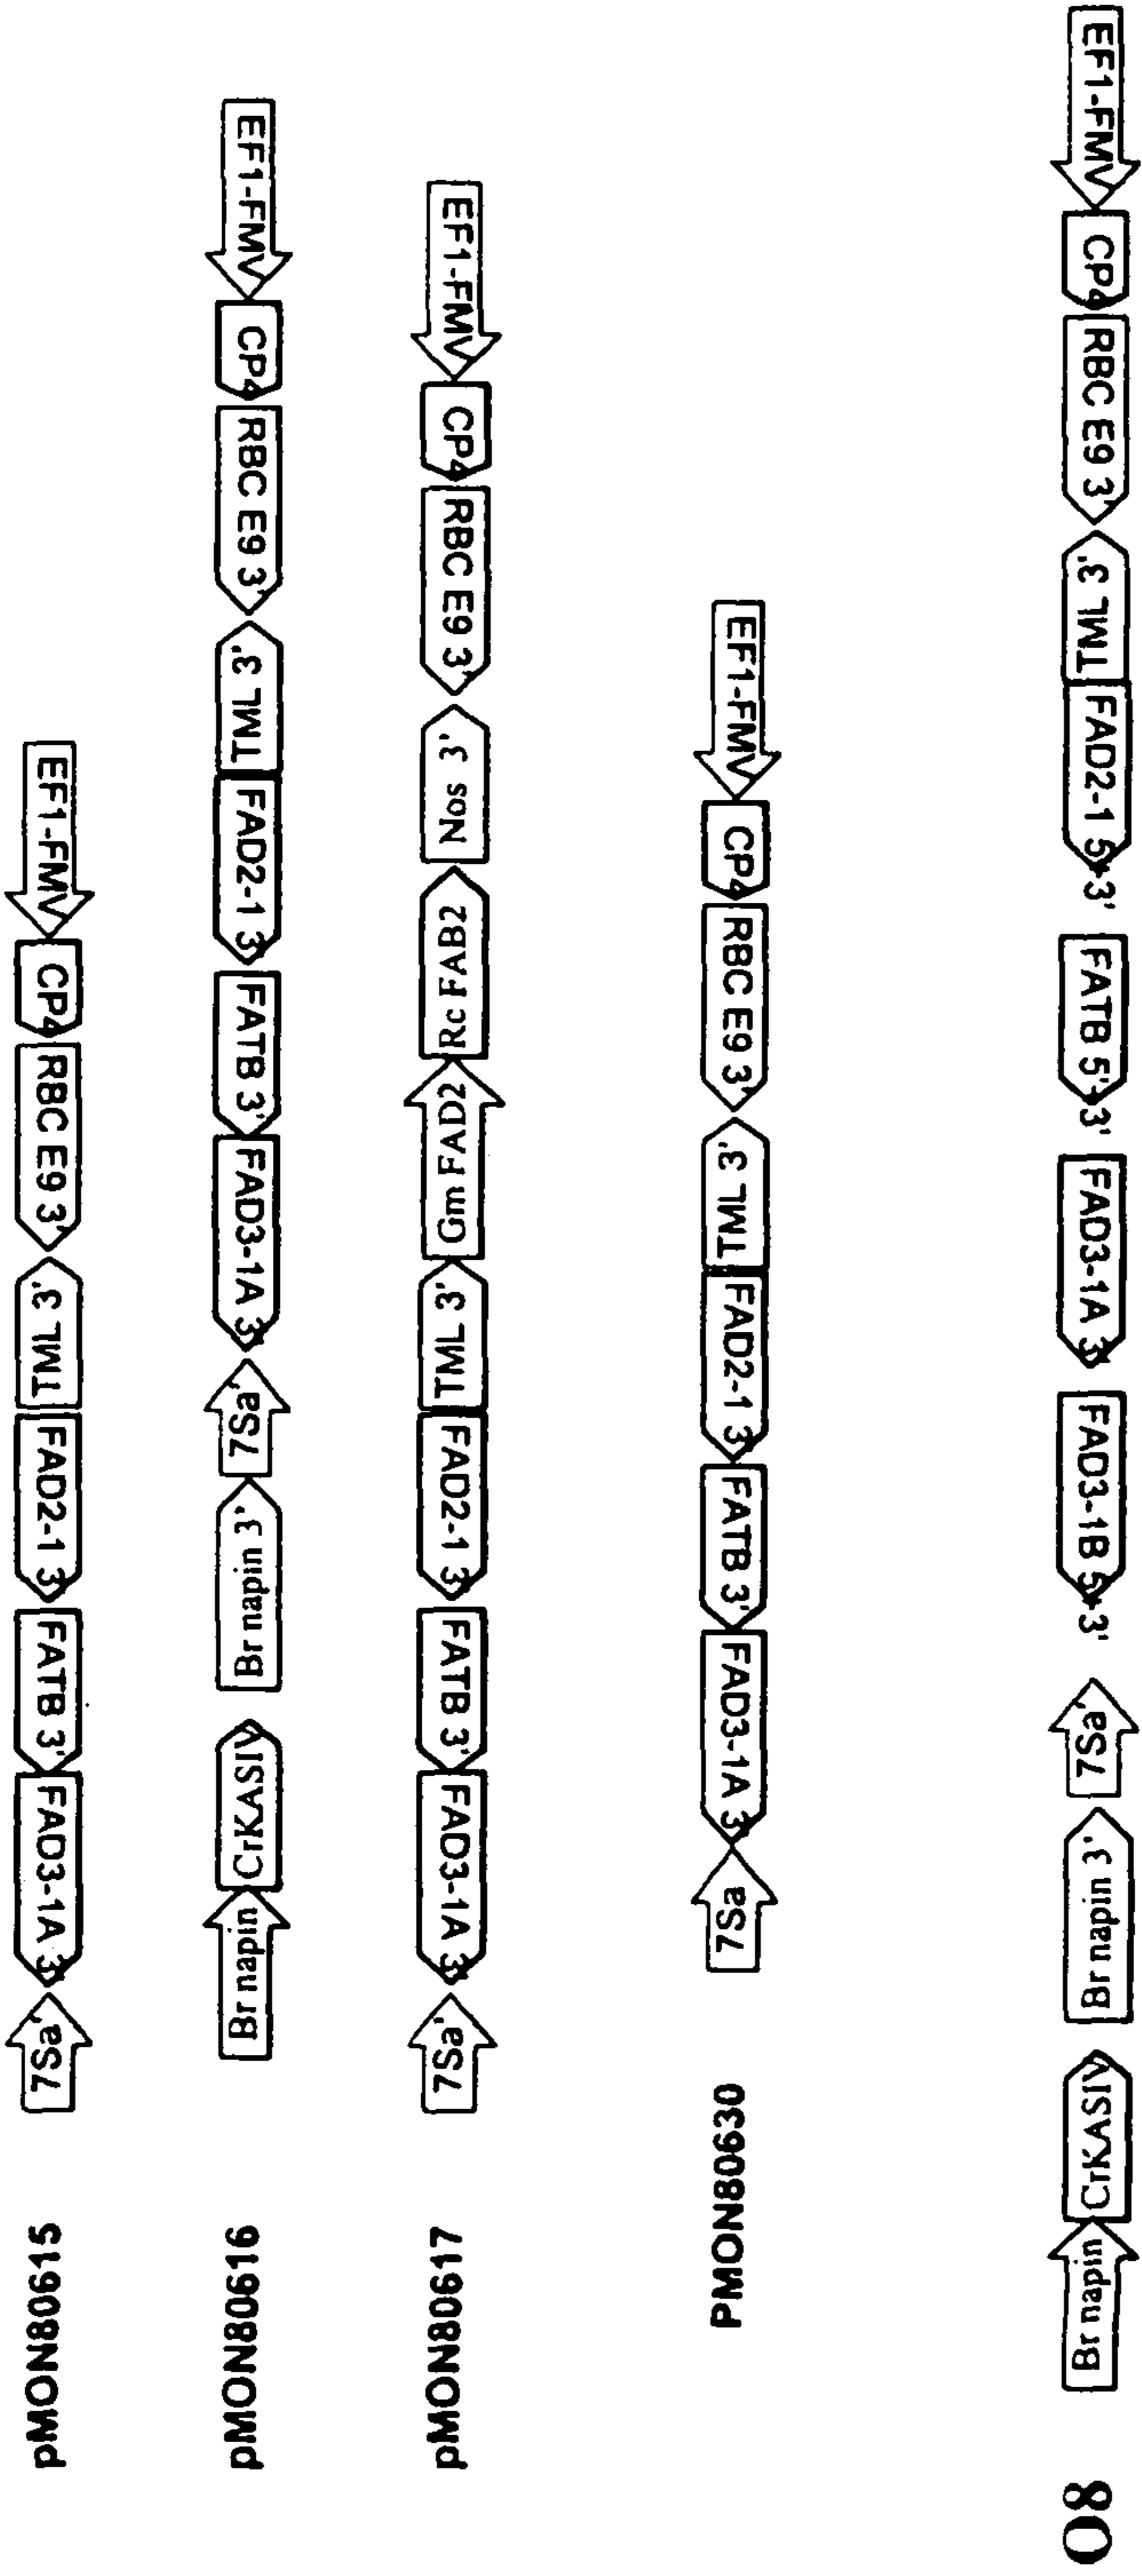 EF1-FMV CP4 RBC E9 3' TML 3' FAD2-1 5'+3' FATB 5'+3' FAD3-1A 3' FAD3-1B 5'+3' 7Sa' Br napin 3' CrKASIV Br napin 80
EF1-FMV CP4 RBC E9 3' TML 3' FAD2-1 3' FATB 3' FAD3-1A 3' 7Sa PMON80630
EF1-FMV CP4 RBC E9 3' Nos 3' Rc FAB2 Gm FAD2 TML 3' FAD2-1 3' FATB 3' FAD3-1A 3' 7Sa' pMON80617
EF1-FMV CP4 RBC E9 3' TML 3' FAD2-1 3' FATB 3' FAD3-1A 3' 7Sa' Br napin 3' CrKASIV Br napin pMON80616
EF1-FMV CP4 RBC E9 3' TML 3' FAD2-1 3' FATB 3' FAD3-1A 3' 7Sa' pMON80615